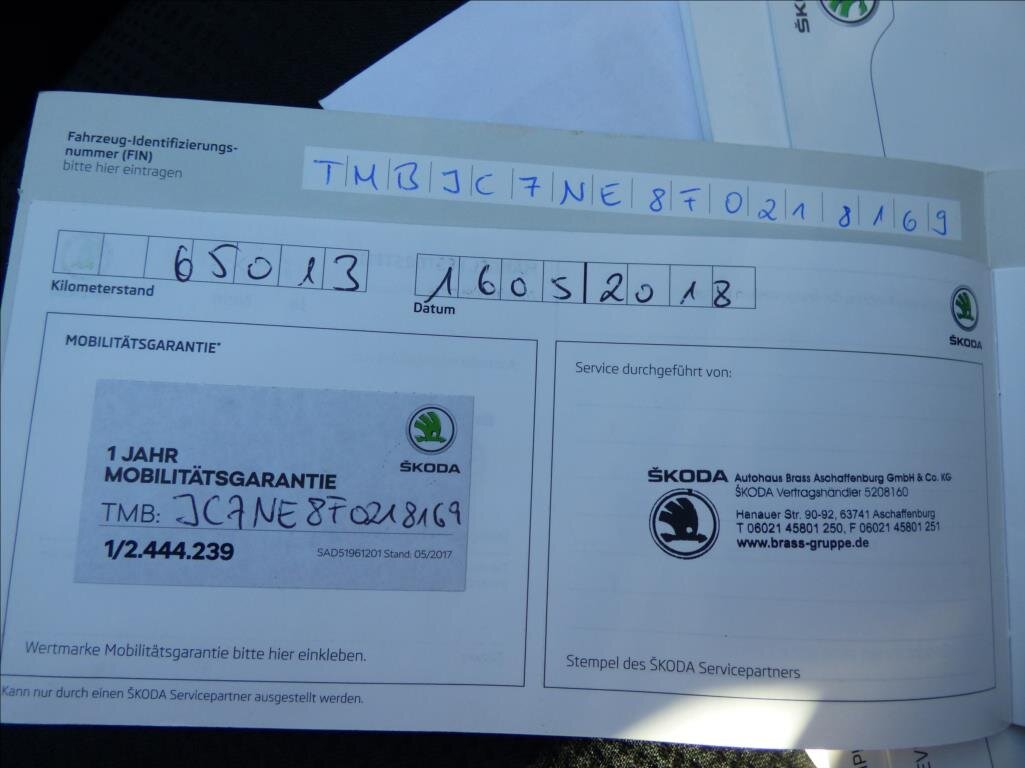 ŠK
Fahrzeug-Identifizierungs-
nummer (FIN)
bitte hier eintragen
TMBJC7NE8F0218169
65013
Kilometerstand
16052018
Datum
ŠKODA
MOBILITÄTSGARANTIE*
ŠKODA
1 JAHR
MOBILITÄTSGARANTIE
TMB: JC7NE8F0218169
1/2.444.239
SAD51961201 Stand: 05/2017
Wertmarke Mobilitätsgarantie bitte hier einkleben.
Kann nur durch einen ŠKODA Servicepartner ausgestellt werden.
Service durchgeführt von:
ŠKODA Autohaus Brass Aschaffenburg GmbH & Co. KG
ŠKODA Vertragshändler 5208160
Hanauer Str. 90-92, 63741 Aschaffenburg
T 06021 45801 250, F 06021 45801 251
www.brass-gruppe.de
Stempel des ŠKODA Servicepartners